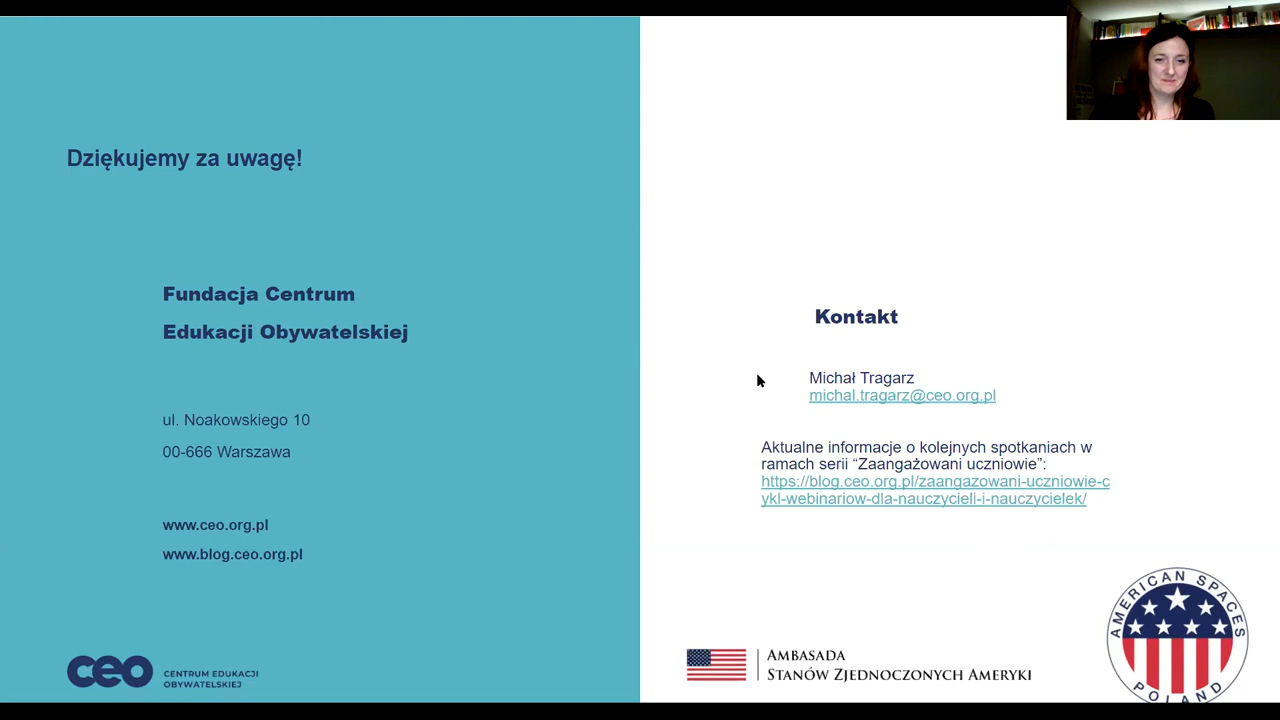 Dziękujemy za uwagę!
Fundacja Centrum
Edukacji Obywatelskiej
ul. Noakowskiego 10
00-666 Warszawa
www.ceo.org.pl
www.blog.ceo.org.pl
ceo
CENTRUM EDUKACJI
OBYWATELSKIEJ
Kontakt
Michał Tragarz
michal.tragarz@ceo.org.pl
Aktualne informacje o kolejnych spotkaniach w
ramach serii “Zaangażowani uczniowie”:
https://blog.ceo.org.pl/zaangazowani-uczniowie-c
ykl-webinariow-dla-nauczycieli-i-nauczycielek/
AMBASADA
STANÓW ZJEDNOCZONYCH AMERYKI
AMERICAN SPACES
POLAND